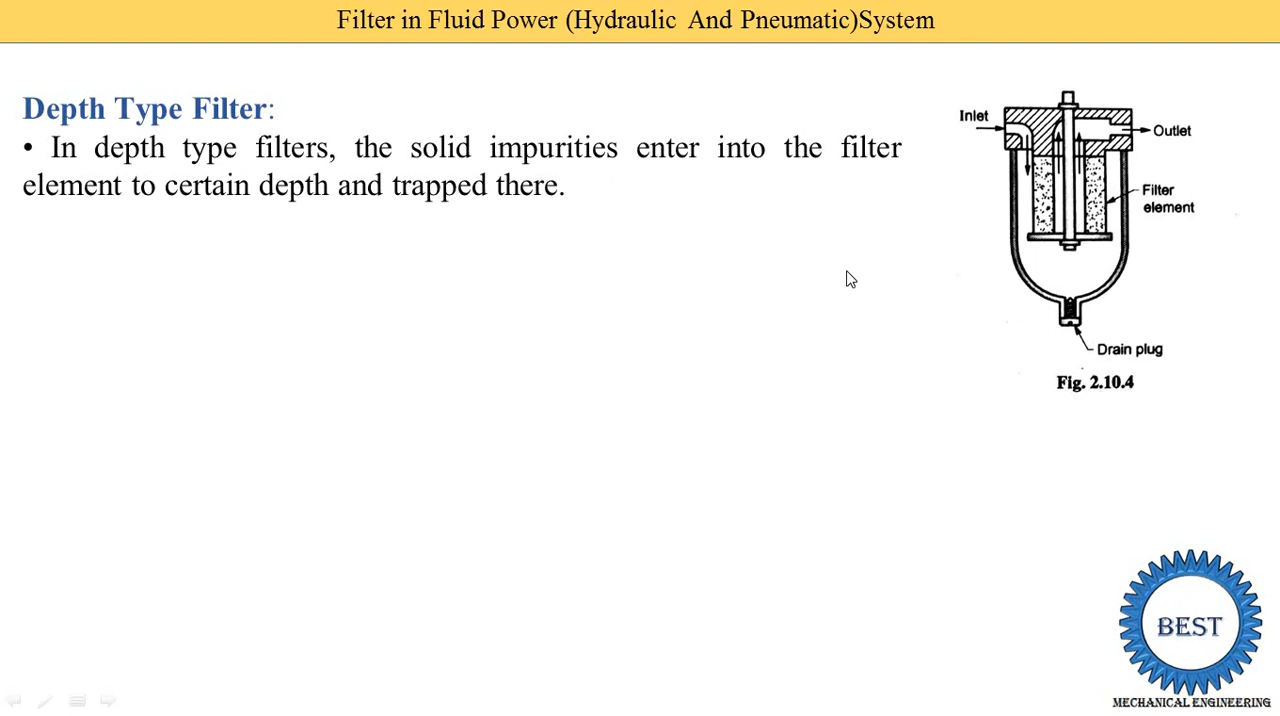 Filter in Fluid Power (Hydraulic And Pneumatic)System
Depth Type Filter:
• In depth type filters, the solid impurities enter into the filter
element to certain depth and trapped there.
Inlet
Outlet
Filter
element
Drain plug
Fig. 2.10.4
BEST
MECHANICAL ENGINEERING